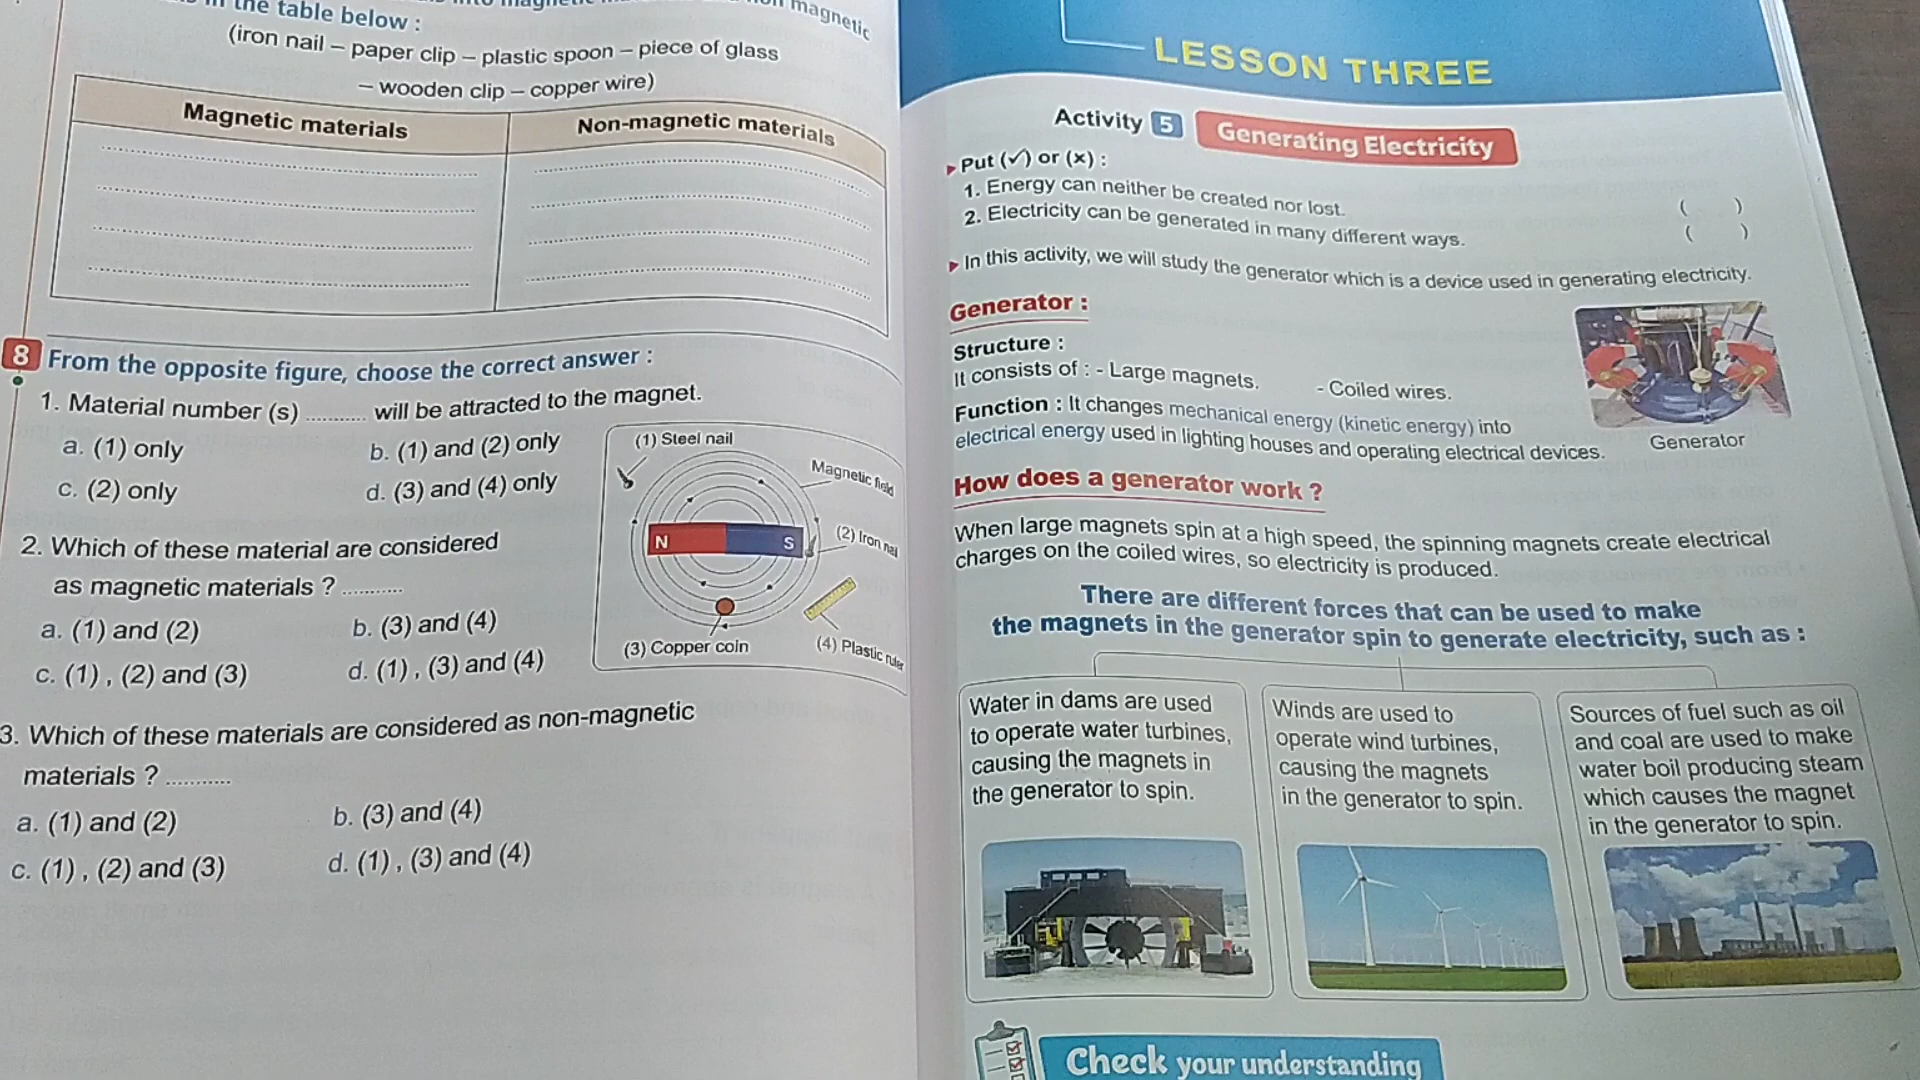 in the table below :
magnetic
(iron nail – paper clip – plastic spoon – piece of glass
– wooden clip – copper wire)
Magnetic materials
Non-magnetic materials
8 From the opposite figure, choose the correct answer :
1. Material number (s) .......... will be attracted to the magnet.
a. (1) only
b. (1) and (2) only
c. (2) only
d. (3) and (4) only
2. Which of these material are considered
as magnetic materials ? ..........
a. (1) and (2)
b. (3) and (4)
c. (1) , (2) and (3)
d. (1) , (3) and (4)
(1) Steel nail
Magnetic field
(2) Iron nail
N
S
(3) Copper coin
(4) Plastic ruler
3. Which of these materials are considered as non-magnetic
materials ? ..........
a. (1) and (2)
b. (3) and (4)
c. (1) , (2) and (3)
d. (1) , (3) and (4)
LESSON THREE
Activity 5 Generating Electricity
Put (✓) or (×) :
1. Energy can neither be created nor lost. ( )
2. Electricity can be generated in many different ways. ( )
In this activity, we will study the generator which is a device used in generating electricity.
Generator :
Structure :
It consists of : - Large magnets. - Coiled wires.
Function : It changes mechanical energy (kinetic energy) into
electrical energy used in lighting houses and operating electrical devices.
Generator
How does a generator work ?
When large magnets spin at a high speed, the spinning magnets create electrical
charges on the coiled wires, so electricity is produced.
There are different forces that can be used to make
the magnets in the generator spin to generate electricity, such as :
Water in dams are used
to operate water turbines,
causing the magnets in
the generator to spin.
Winds are used to
operate wind turbines,
causing the magnets
in the generator to spin.
Sources of fuel such as oil
and coal are used to make
water boil producing steam
which causes the magnet
in the generator to spin.
Check your understanding